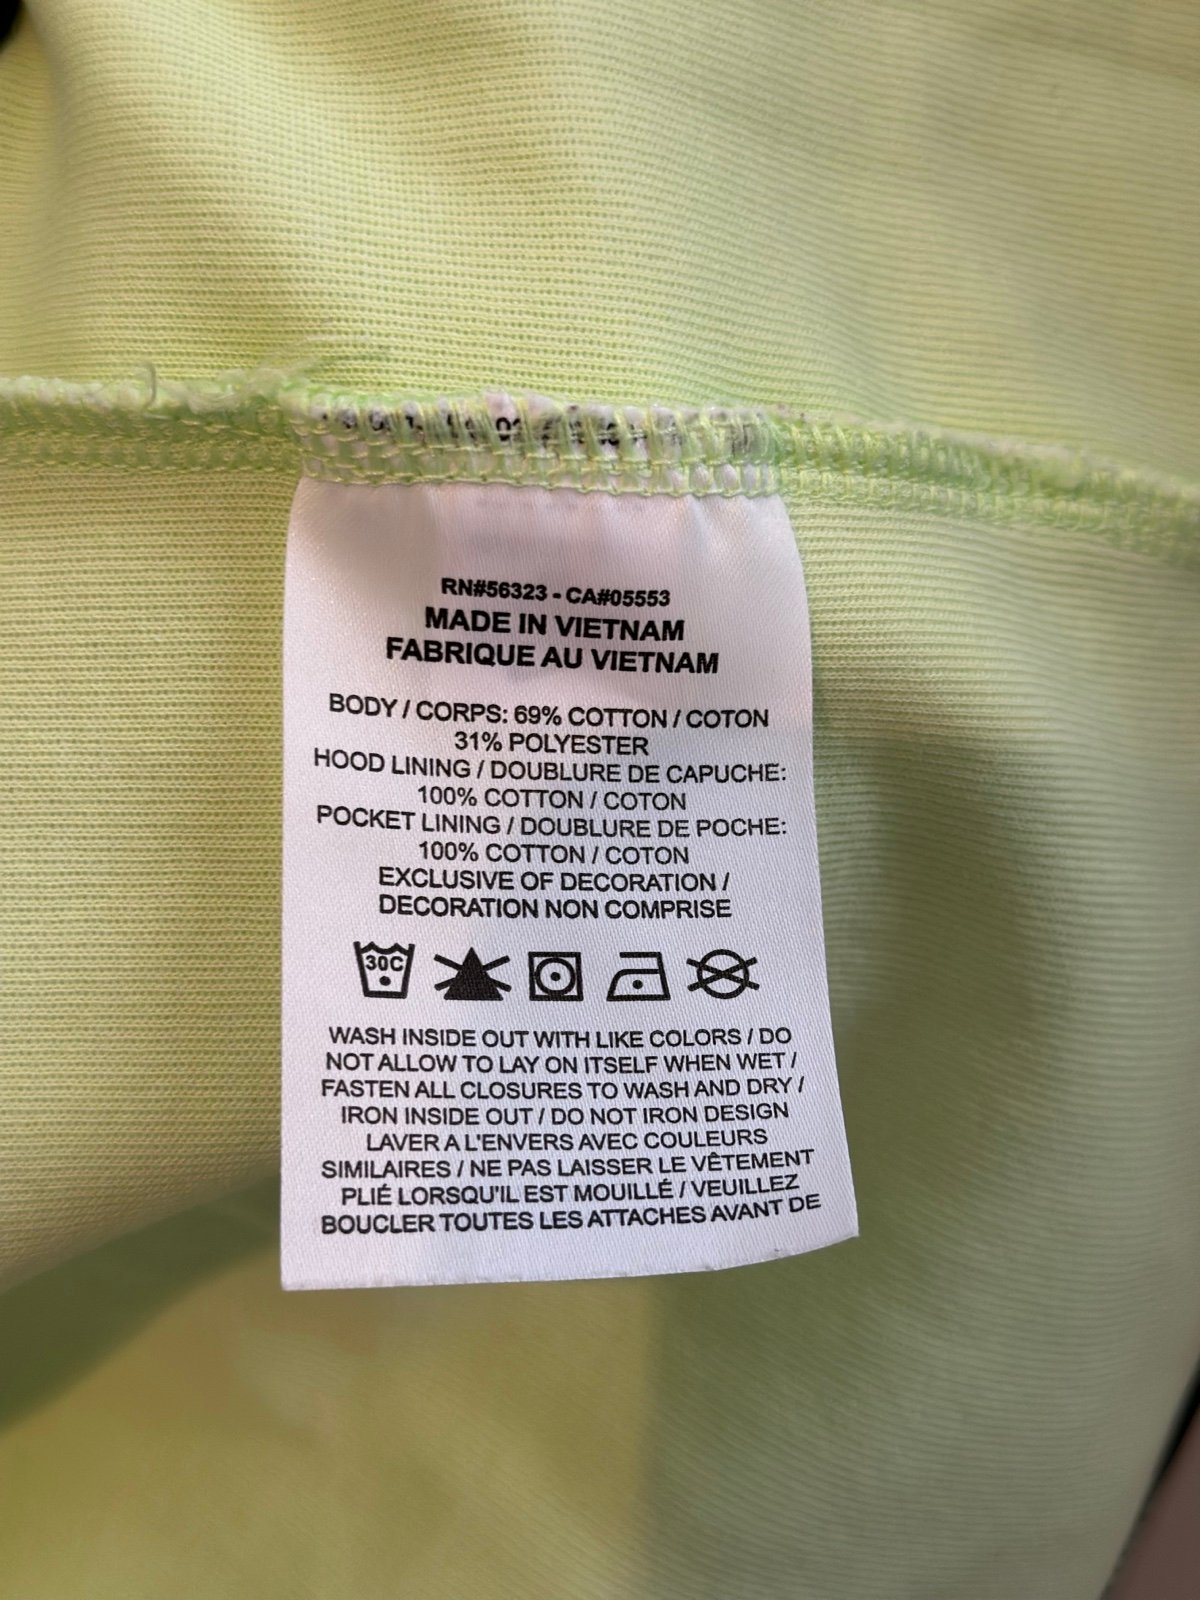 RN#56323 - CA#05553
MADE IN VIETNAM
FABRIQUE AU VIETNAM
BODY / CORPS: 69% COTTON / COTON
31% POLYESTER
HOOD LINING / DOUBLURE DE CAPUCHE:
100% COTTON / COTON
POCKET LINING / DOUBLURE DE POCHE:
100% COTTON / COTON
EXCLUSIVE OF DECORATION /
DECORATION NON COMPRISE
30C
WASH INSIDE OUT WITH LIKE COLORS / DO
NOT ALLOW TO LAY ON ITSELF WHEN WET /
FASTEN ALL CLOSURES TO WASH AND DRY /
IRON INSIDE OUT / DO NOT IRON DESIGN
LAVER A L'ENVERS AVEC COULEURS
SIMILAIRES / NE PAS LAISSER LE VÊTEMENT
PLIÉ LORSQU'IL EST MOUILLÉ / VEUILLEZ
BOUCLER TOUTES LES ATTACHES AVANT DE